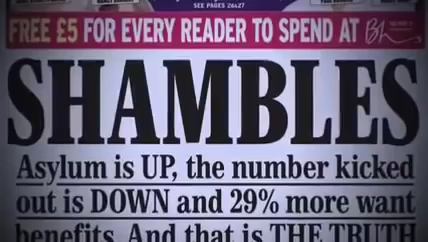 SEE PAGES 26&27
FREE £5 FOR EVERY READER TO SPEND AT
SHAMBLES
Asylum is UP, the number kicked
out is DOWN and 29% more want
benefits. And that is THE TRUTH